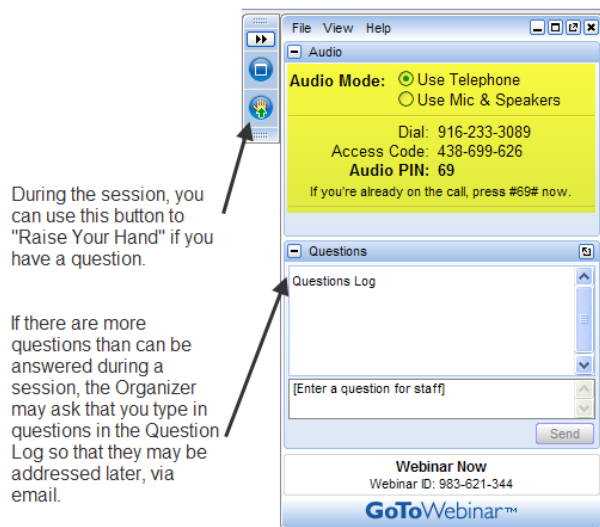 File View Help
Audio
Audio Mode: Use Telephone
Use Mic & Speakers
Dial: 916-233-3089
Access Code: 438-699-626
Audio PIN: 69
If you're already on the call, press #69# now.
During the session, you
can use this button to
"Raise Your Hand" if you
have a question.
Questions
Questions Log
If there are more
questions than can be
answered during a
session, the Organizer
may ask that you type in
questions in the Question
Log so that they may be
addressed later, via
email.
[Enter a question for staff]
Send
Webinar Now
Webinar ID: 983-621-344
GoToWebinar™